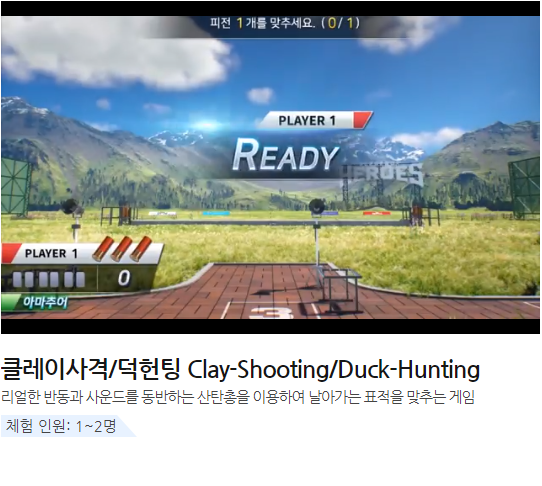 피전 1개를 맞추세요. ( 0 / 1 )
PLAYER 1
READY
HEROES
PLAYER 1
0
아마추어
3
클레이사격/덕헌팅 Clay-Shooting/Duck-Hunting
리얼한 반동과 사운드를 동반하는 산탄총을 이용하여 날아가는 표적을 맞추는 게임
체험 인원: 1~2명